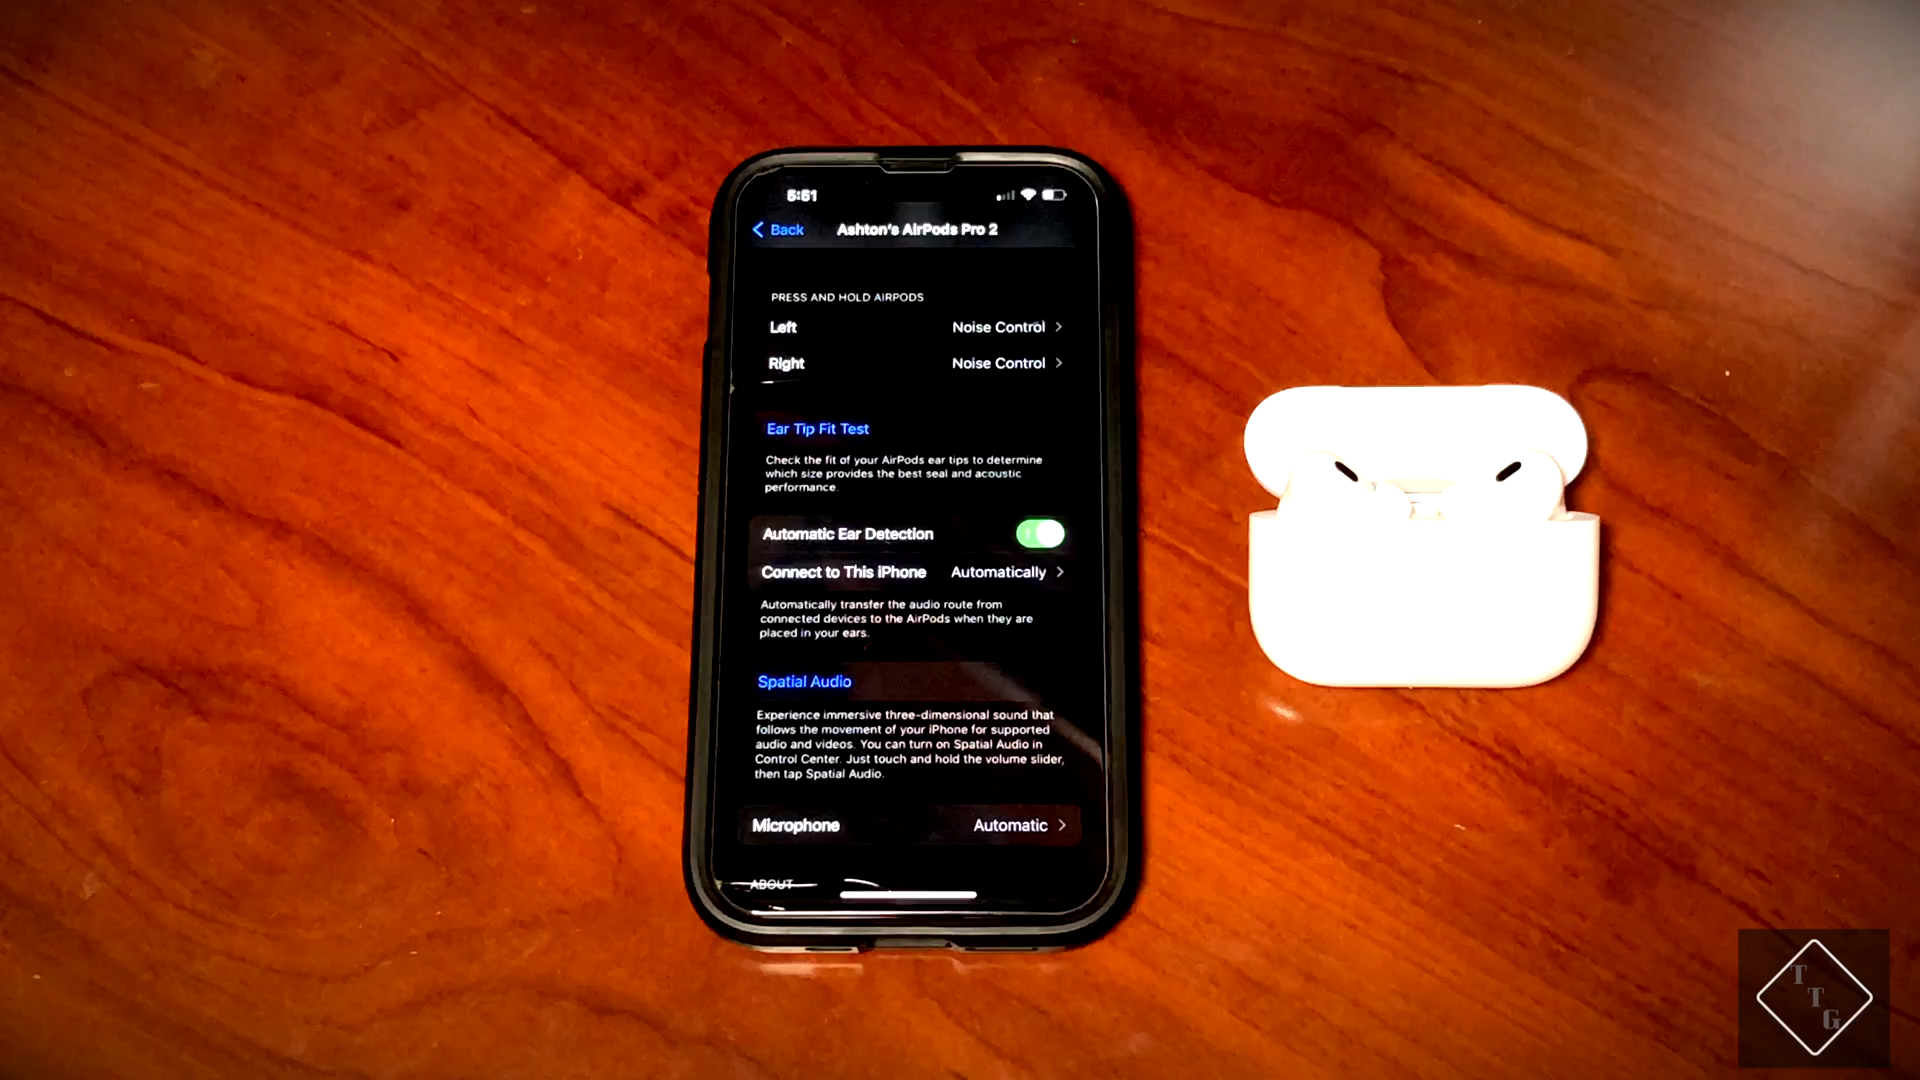 5:51
Back
Ashton's AirPods Pro 2
PRESS AND HOLD AIRPODS
Left Noise Control
Right Noise Control
Ear Tip Fit Test
Check the fit of your AirPods ear tips to determine
which size provides the best seal and acoustic
performance.
Automatic Ear Detection
Connect to This iPhone Automatically
Automatically transfer the audio route from
connected devices to the AirPods when they are
placed in your ears.
Spatial Audio
Experience immersive three-dimensional sound that
follows the movement of your iPhone for supported
audio and videos. You can turn on Spatial Audio in
Control Center. Just touch and hold the volume slider,
then tap Spatial Audio.
Microphone Automatic
ABOUT
T
T
G